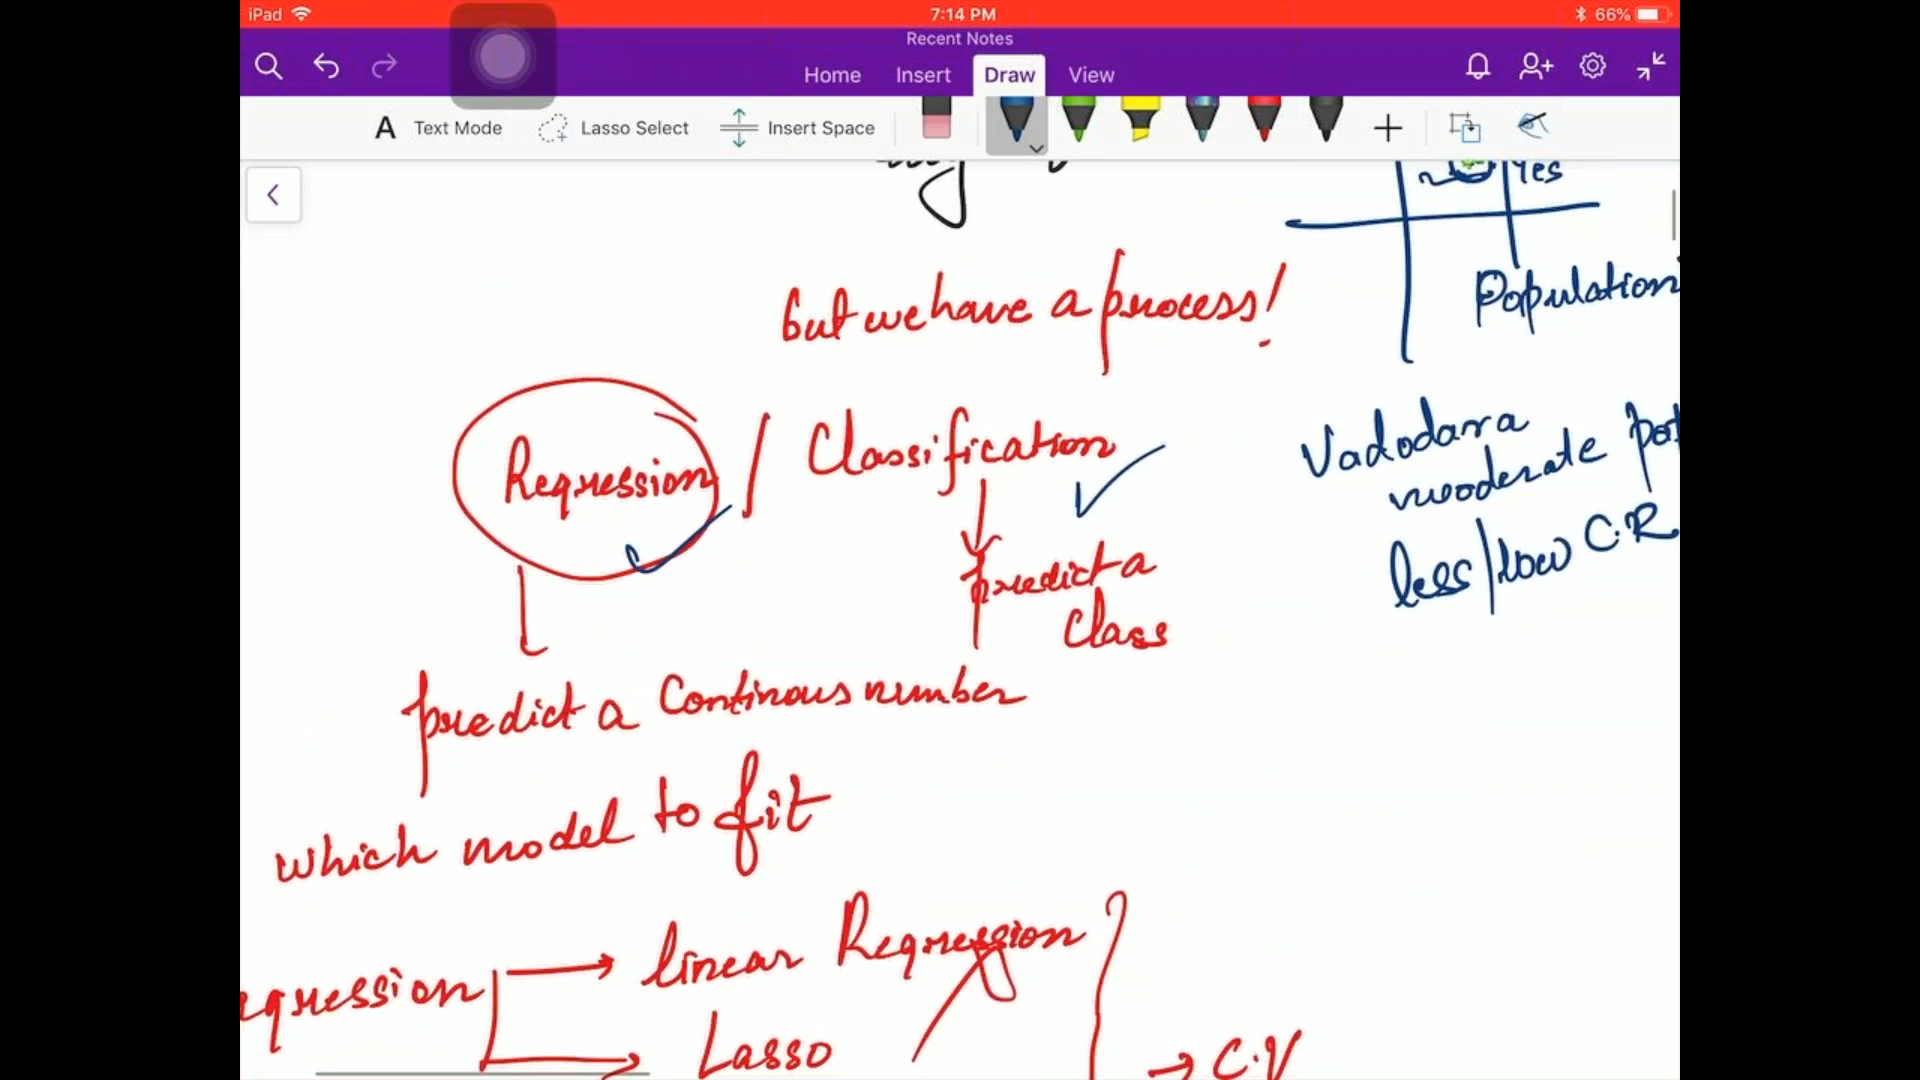 iPad
7:14 PM
66%
Recent Notes
Home Insert Draw View
A Text Mode Lasso Select Insert Space
Yes
Population
but we have a process!
Regression / Classification
Vadodara
moderate
less/low C.R
predict a
Class
predict a Continous number
which model to fit
egression
linear Regression
Lasso
C.V